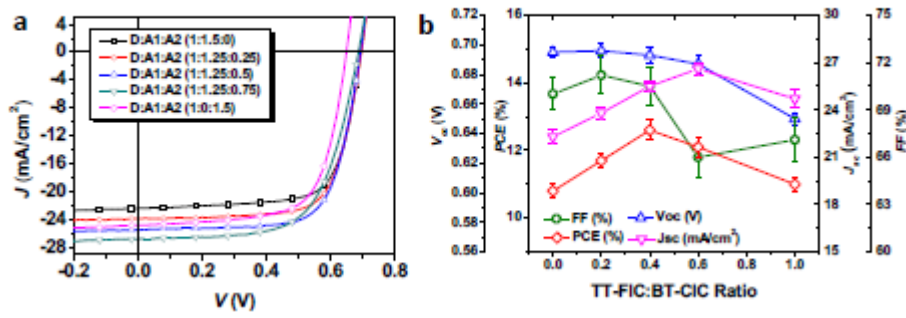 a
4
0
-4
-8
-12
-16
-20
-24
-28
J (mA/cm²)
D:A1:A2 (1:1.5:0)
D:A1:A2 (1:1.25:0.25)
D:A1:A2 (1:1.25:0.5)
D:A1:A2 (1:1.25:0.75)
D:A1:A2 (1:0:1.5)
-0.2 0.0 0.2 0.4 0.6 0.8
V (V)
b
0.72
0.70
0.68
0.66
0.64
0.62
0.60
0.58
0.56
Voc (V)
16
14
12
10
PCE (%)
FF (%)
PCE (%)
Voc (V)
Jsc (mA/cm²)
30
27
24
21
18
15
Jsc (mA/cm²)
75
72
69
66
63
60
FF (%)
0.0 0.2 0.4 0.6 0.8 1.0
TT-FIC:BT-CIC Ratio